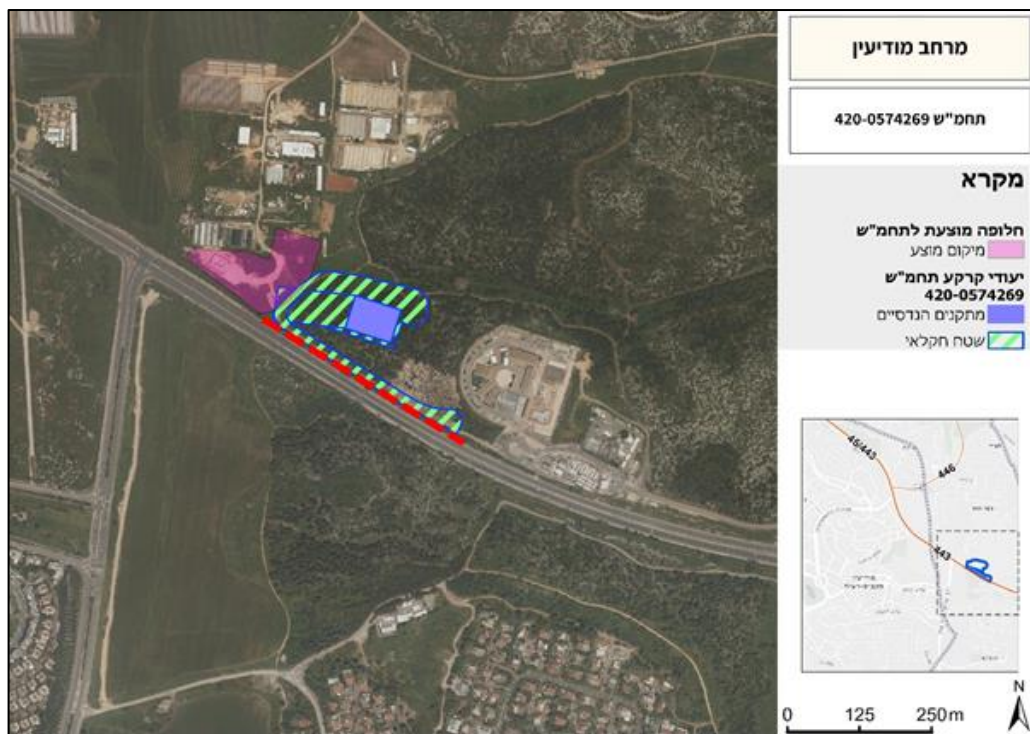 מרחב מודיעין
תחמ"ש 420-0574269
מקרא
חלופה מוצעת לתחמ"ש
מיקום מוצע
יעודי קרקע תחמ"ש
420-0574269
מתקנים הנדסיים
שטח חקלאי
45/443
446
443
N
0 125 250m